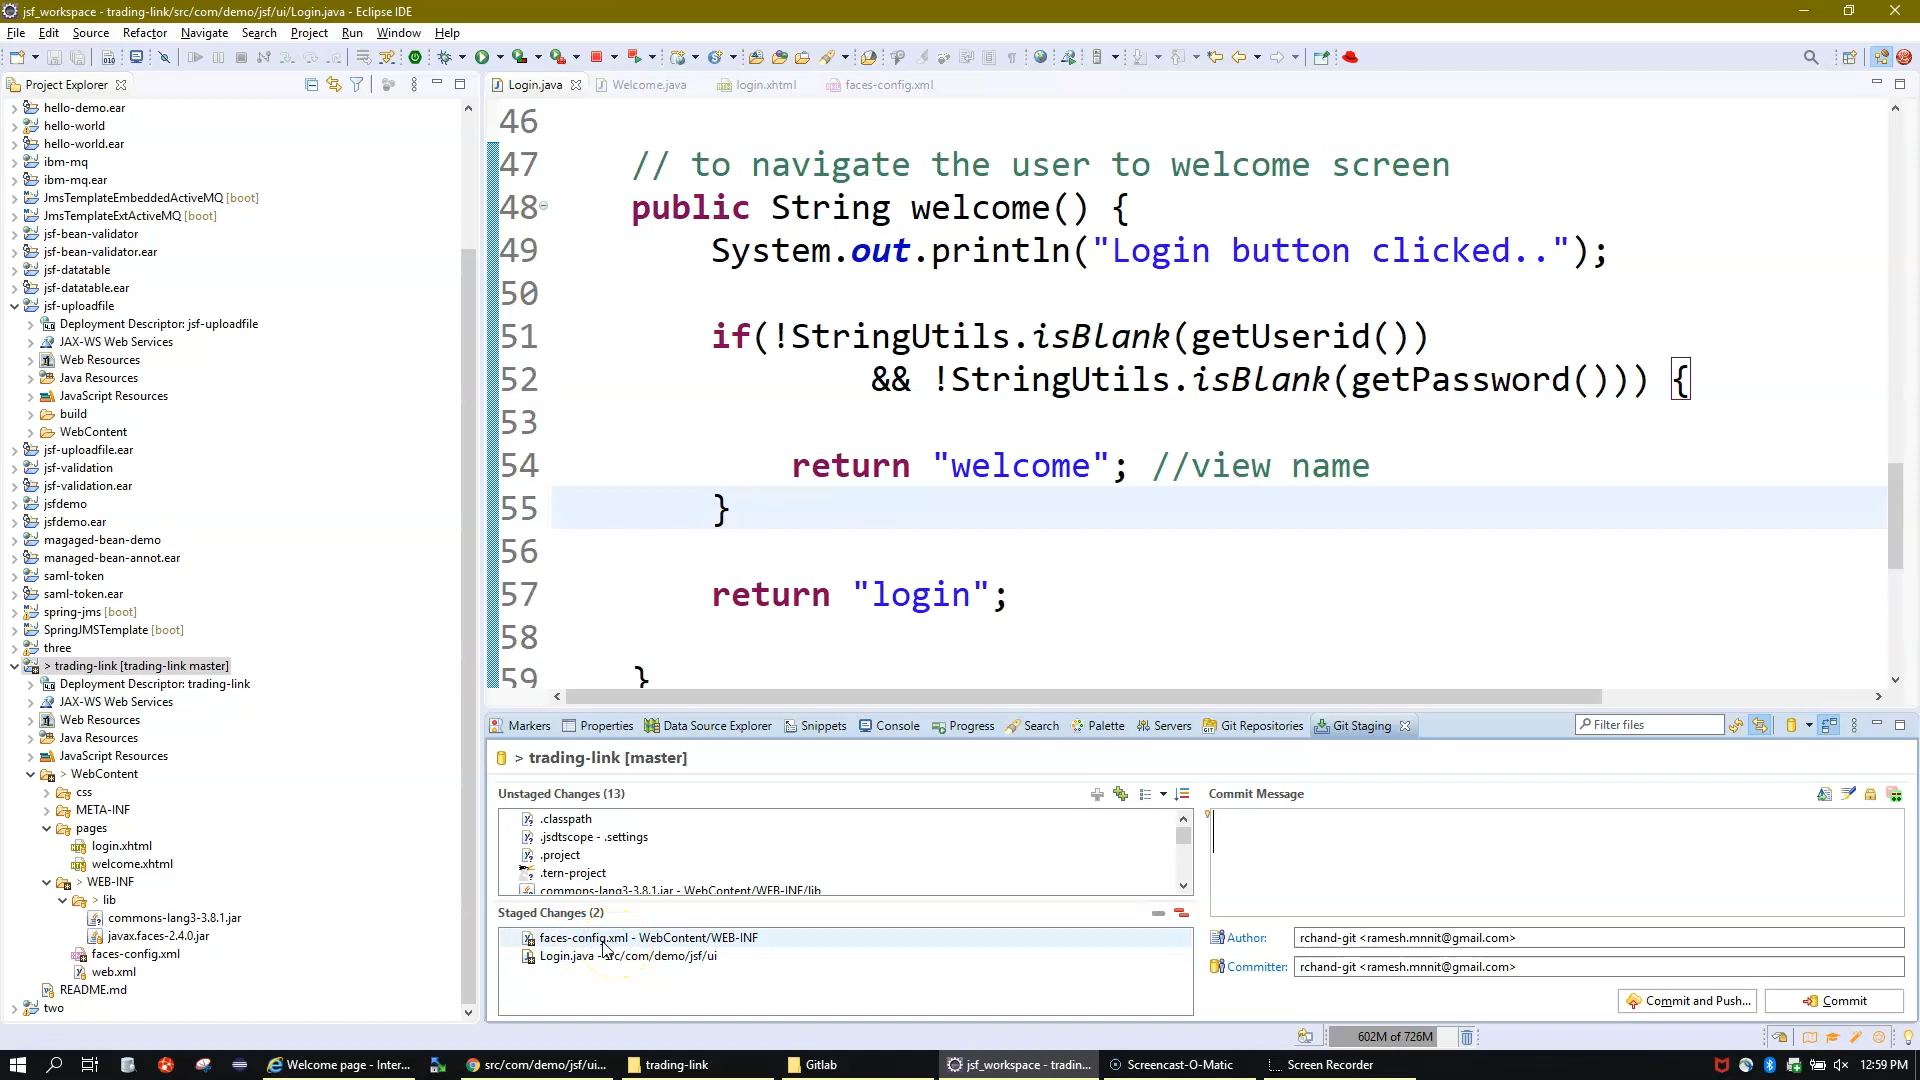 jsf_workspace - trading-link/src/com/demo/jsf/ui/Login.java - Eclipse IDE
File Edit Source Refactor Navigate Search Project Run Window Help
Project Explorer
hello-demo.ear
hello-world
hello-world.ear
ibm-mq
ibm-mq.ear
JmsTemplateEmbeddedActiveMQ [boot]
JmsTemplateExtActiveMQ [boot]
jsf-bean-validator
jsf-bean-validator.ear
jsf-datatable
jsf-datatable.ear
jsf-uploadfile
Deployment Descriptor: jsf-uploadfile
JAX-WS Web Services
Web Resources
Java Resources
JavaScript Resources
build
WebContent
jsf-uploadfile.ear
jsf-validation
jsf-validation.ear
jsfdemo
jsfdemo.ear
magaged-bean-demo
managed-bean-annot.ear
saml-token
saml-token.ear
spring-jms [boot]
SpringJMSTemplate [boot]
three
> trading-link [trading-link master]
Deployment Descriptor: trading-link
JAX-WS Web Services
Web Resources
Java Resources
JavaScript Resources
> WebContent
css
META-INF
pages
login.xhtml
welcome.xhtml
> WEB-INF
> lib
commons-lang3-3.8.1.jar
javax.faces-2.4.0.jar
faces-config.xml
web.xml
README.md
two
Login.java Welcome.java login.xhtml faces-config.xml
46
47 // to navigate the user to welcome screen
48 public String welcome() {
49 System.out.println("Login button clicked..");
50
51 if(!StringUtils.isBlank(getUserid())
52 && !StringUtils.isBlank(getPassword())) {
53
54 return "welcome"; //view name
55 }
56
57 return "login";
58
59 }
Markers Properties Data Source Explorer Snippets Console Progress Search Palette Servers Git Repositories Git Staging Filter files
> trading-link [master]
Unstaged Changes (13)
.classpath
.jsdtscope - .settings
.project
.tern-project
commons-lang3-3.8.1.jar - WebContent/WEB-INF/lib
Staged Changes (2)
faces-config.xml - WebContent/WEB-INF
Login.java - src/com/demo/jsf/ui
Commit Message
Author: rchand-git <ramesh.mnnit@gmail.com>
Committer: rchand-git <ramesh.mnnit@gmail.com>
Commit and Push... Commit
602M of 726M
Welcome page - Inter... src/com/demo/jsf/ui... trading-link Gitlab jsf_workspace - tradin... Screencast-O-Matic Screen Recorder 12:59 PM